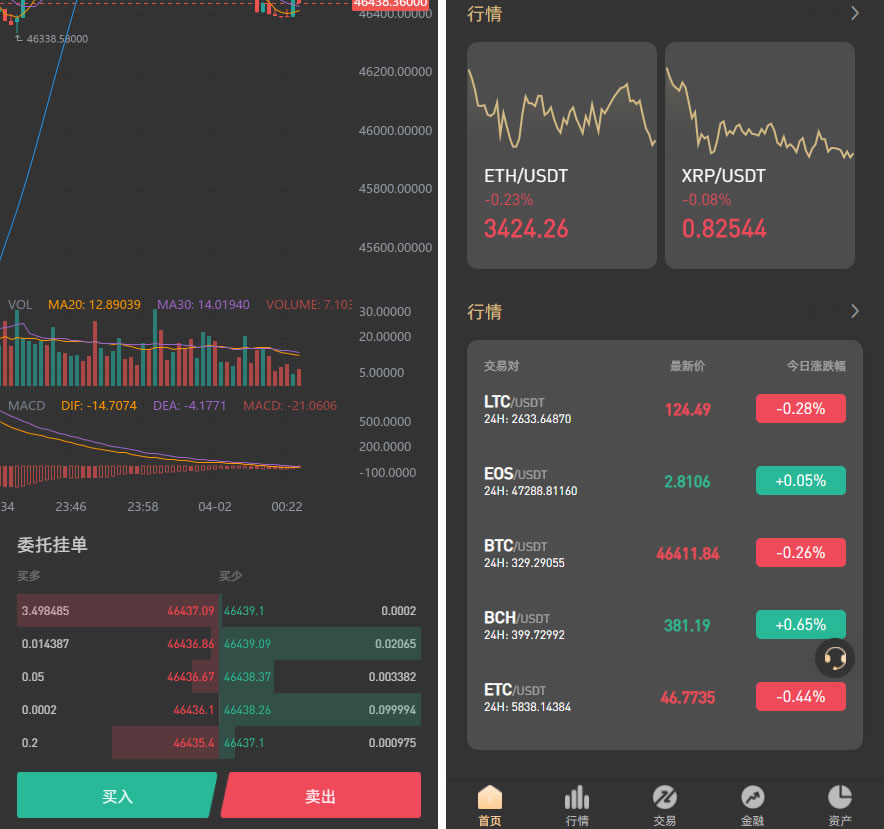 46438.36000
46400.00000
46338.58000
46200.00000
46000.00000
45800.00000
45600.00000
VOL MA20: 12.89039 MA30: 14.01940 VOLUME: 7.103
30.00000
20.00000
5.00000
MACD DIF: -14.7074 DEA: -4.1771 MACD: -21.0606
500.0000
200.0000
-100.0000
34 23:46 23:58 04-02 00:22
委托挂单
买多 买少
3.498485 46437.09 46439.1 0.0002
0.014387 46436.86 46439.09 0.02065
0.05 46436.67 46438.37 0.003382
0.0002 46436.1 46438.26 0.099994
0.2 46435.4 46437.1 0.000975
买入 卖出
行情
ETH/USDT
-0.23%
3424.26
XRP/USDT
-0.08%
0.82544
行情
交易对 最新价 今日涨跌幅
LTC/USDT 124.49 -0.28%
24H: 2633.64870
EOS/USDT 2.8106 +0.05%
24H: 47288.81160
BTC/USDT 46411.84 -0.26%
24H: 329.29055
BCH/USDT 381.19 +0.65%
24H: 399.72992
ETC/USDT 46.7735 -0.44%
24H: 5838.14384
首页 行情 交易 金融 资产